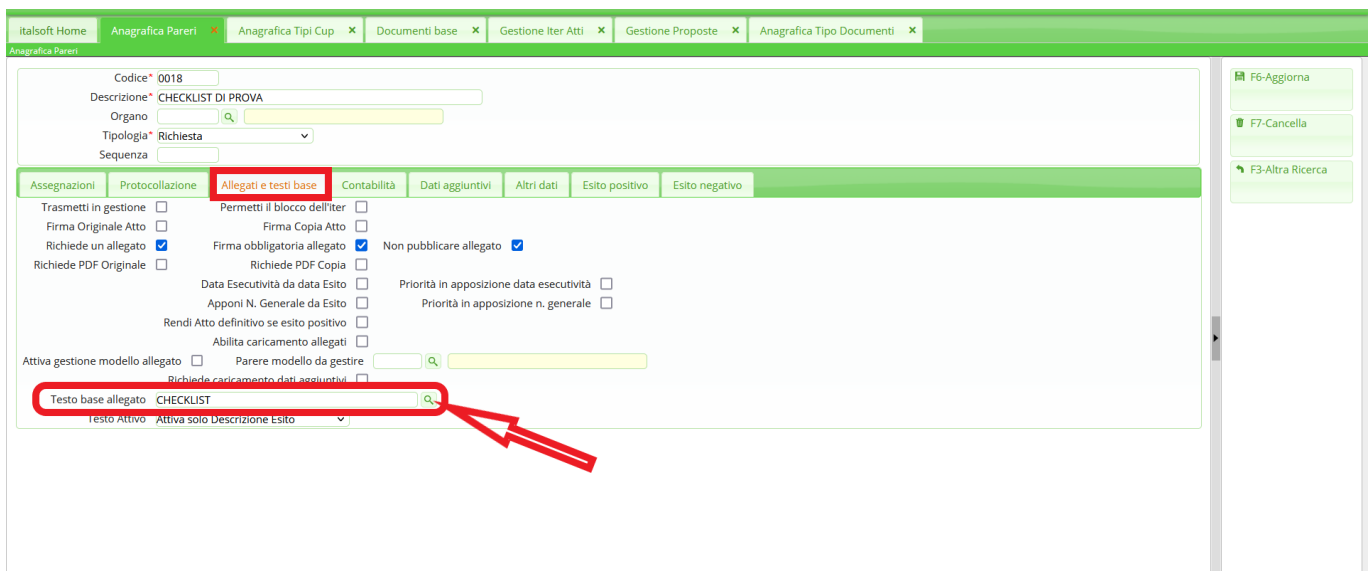 italsoft Home Anagrafica Pareri × Anagrafica Tipi Cup × Documenti base × Gestione Iter Atti × Gestione Proposte × Anagrafica Tipo Documenti ×
Anagrafica Pareri
Codice* 0018
Descrizione* CHECKLIST DI PROVA
Organo
Tipologia* Richiesta
Sequenza
F6-Aggiorna
F7-Cancella
F3-Altra Ricerca
Assegnazioni Protocollazione Allegati e testi base Contabilità Dati aggiuntivi Altri dati Esito positivo Esito negativo
Trasmetti in gestione Permetti il blocco dell'iter
Firma Originale Atto Firma Copia Atto
Richiede un allegato Firma obbligatoria allegato Non pubblicare allegato
Richiede PDF Originale Richiede PDF Copia
Data Esecutività da data Esito Priorità in apposizione data esecutività
Apponi N. Generale da Esito Priorità in apposizione n. generale
Rendi Atto definitivo se esito positivo
Abilita caricamento allegati
Attiva gestione modello allegato Parere modello da gestire
Richiede caricamento dati aggiuntivi
Testo base allegato CHECKLIST
Testo Attivo Attiva solo Descrizione Esito